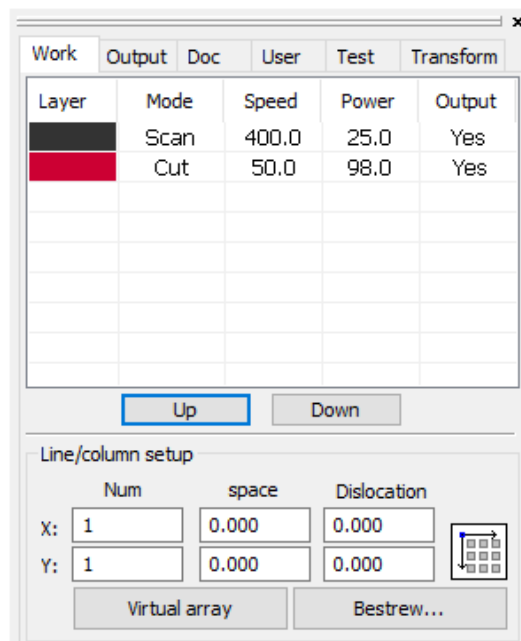 Work Output Doc User Test Transform
Layer Mode Speed Power Output
Scan 400.0 25.0 Yes
Cut 50.0 98.0 Yes
Up Down
Line/column setup
Num space Dislocation
X: 1 0.000 0.000
Y: 1 0.000 0.000
Virtual array Bestrew...